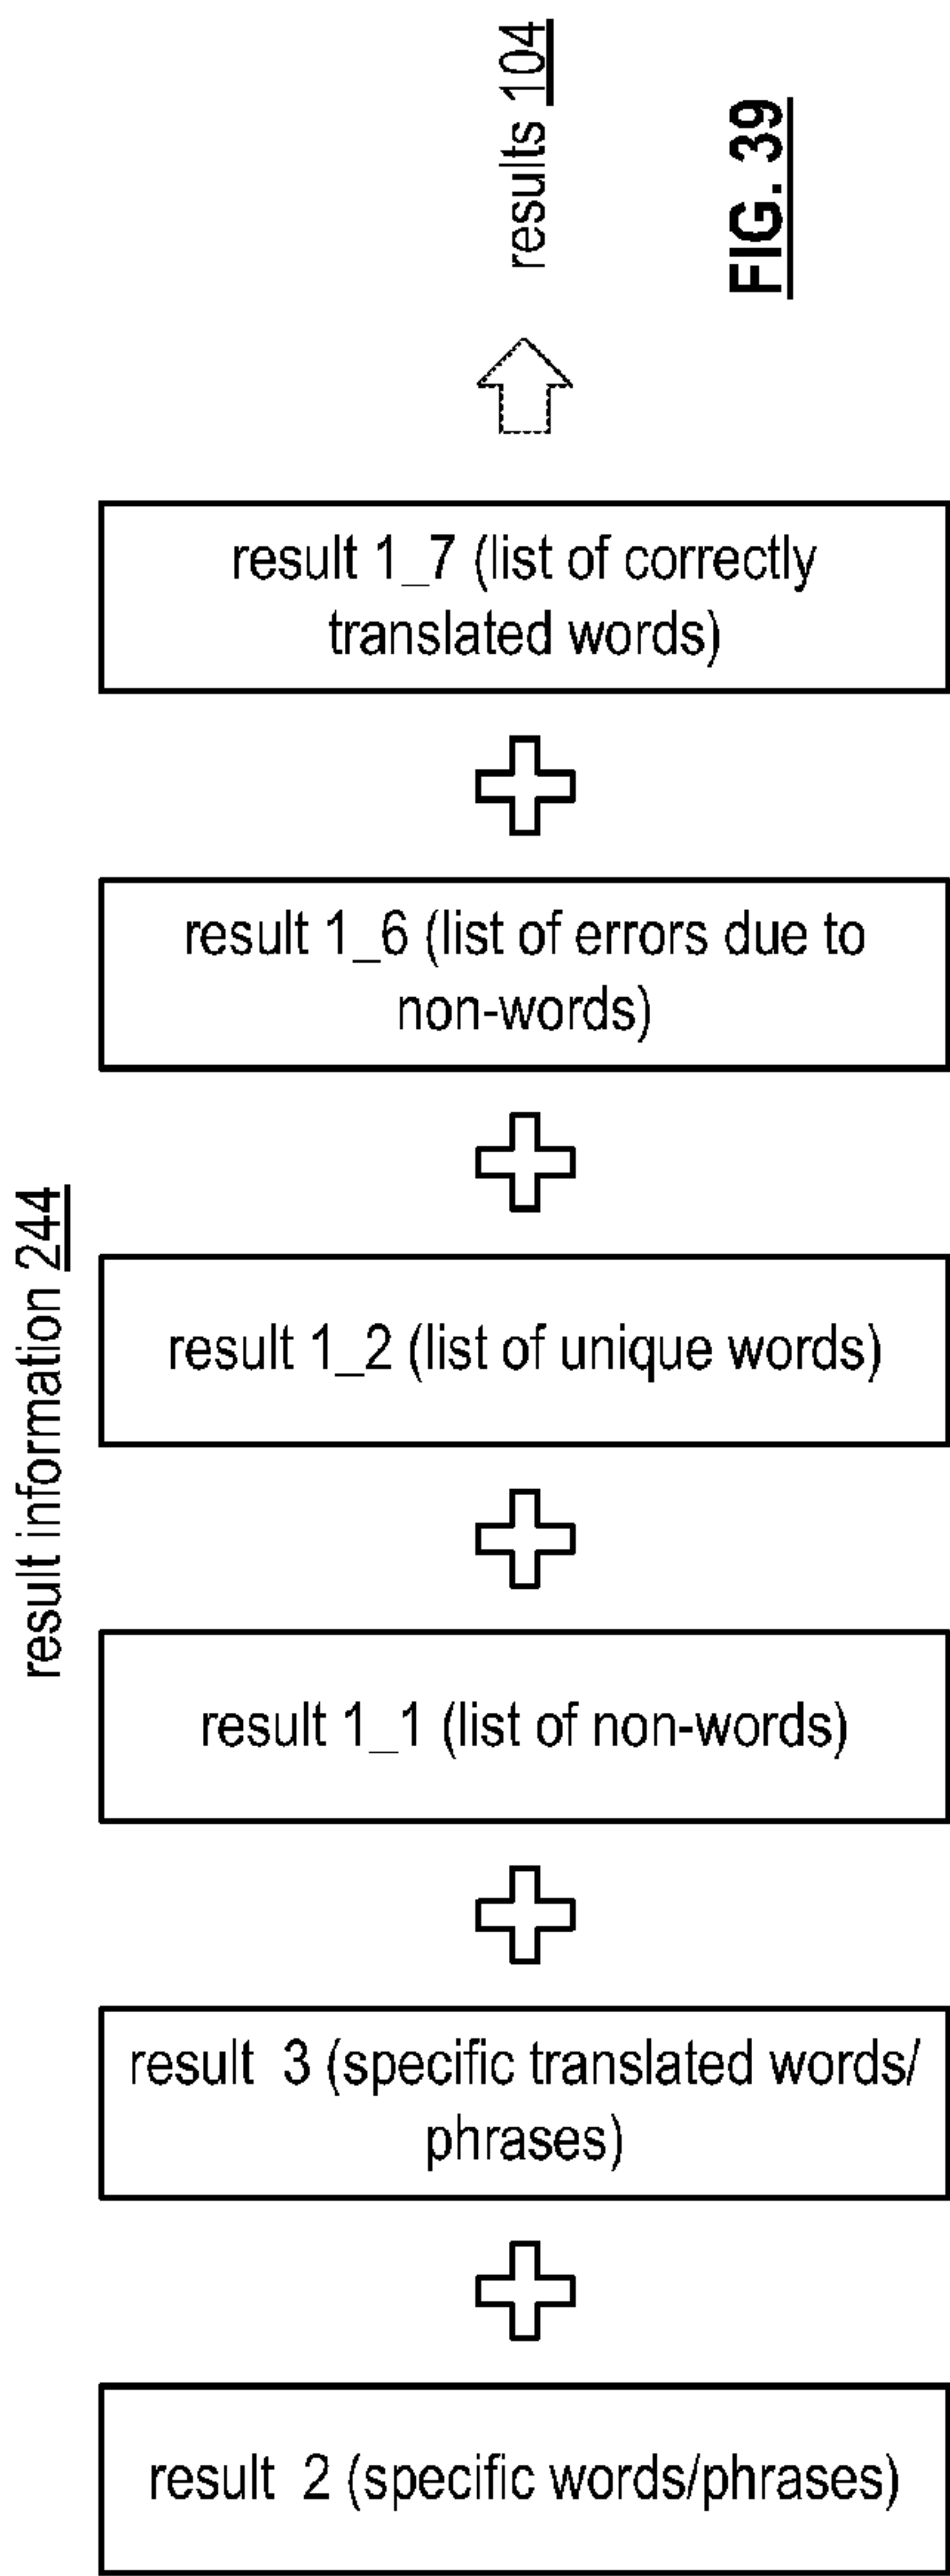 results 104
FIG. 39
result 1_7 (list of correctly
translated words)
result 1_6 (list of errors due to
non-words)
result information 244
result 1_2 (list of unique words)
result 1_1 (list of non-words)
result 3 (specific translated words/
phrases)
result 2 (specific words/phrases)